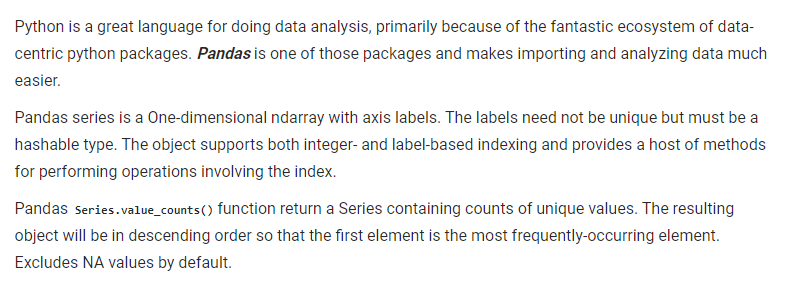 Python is a great language for doing data analysis, primarily because of the fantastic ecosystem of data-
centric python packages. Pandas is one of those packages and makes importing and analyzing data much
easier.
Pandas series is a One-dimensional ndarray with axis labels. The labels need not be unique but must be a
hashable type. The object supports both integer- and label-based indexing and provides a host of methods
for performing operations involving the index.
Pandas Series.value_counts() function return a Series containing counts of unique values. The resulting
object will be in descending order so that the first element is the most frequently-occurring element.
Excludes NA values by default.